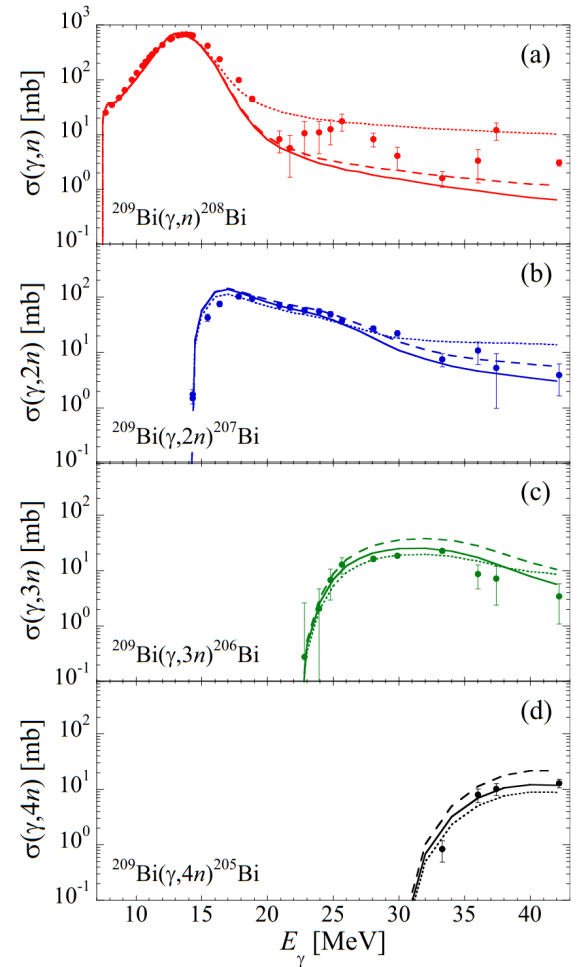 10³
10²
10¹
10⁰
10⁻¹
σ(γ,n) [mb]
(a)
²⁰⁹Bi(γ,n)²⁰⁸Bi
10²
10¹
10⁰
10⁻¹
σ(γ,2n) [mb]
(b)
²⁰⁹Bi(γ,2n)²⁰⁷Bi
10²
10¹
10⁰
10⁻¹
σ(γ,3n) [mb]
(c)
²⁰⁹Bi(γ,3n)²⁰⁶Bi
10²
10¹
10⁰
10⁻¹
σ(γ,4n) [mb]
(d)
²⁰⁹Bi(γ,4n)²⁰⁵Bi
10 15 20 25 30 35 40
E_γ [MeV]